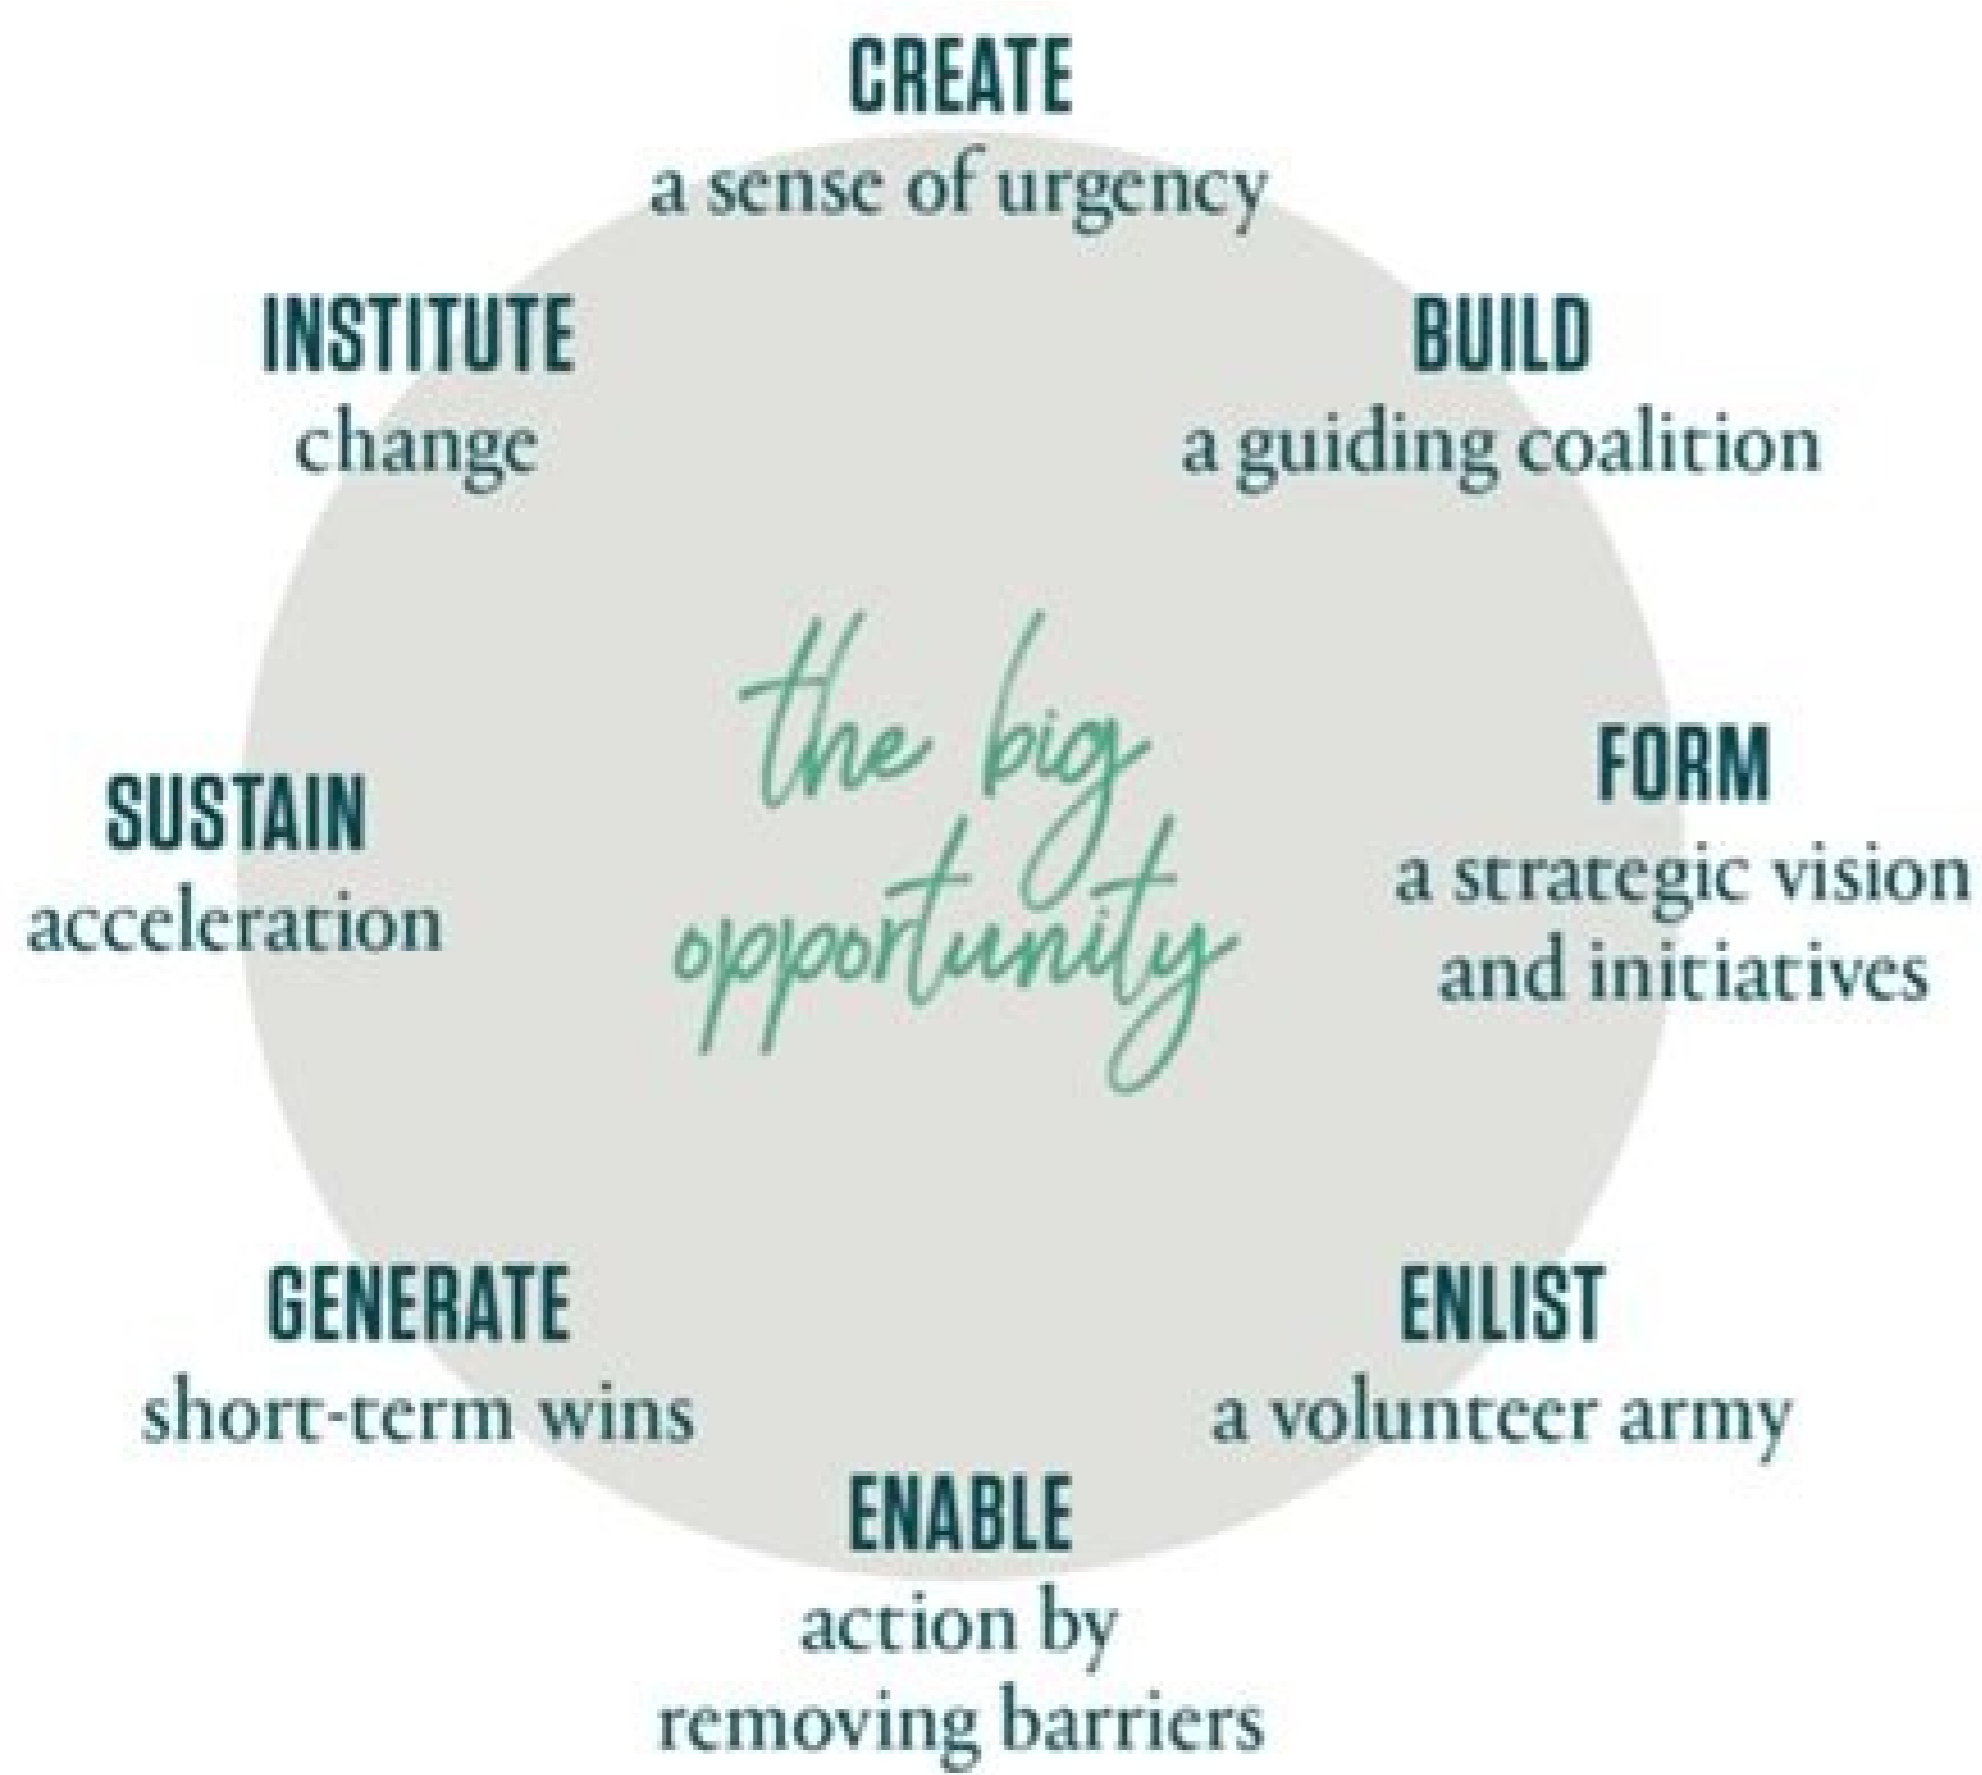 CREATE
a sense of urgency
BUILD
a guiding coalition
FORM
a strategic vision
and initiatives
ENLIST
a volunteer army
ENABLE
action by
removing barriers
GENERATE
short-term wins
SUSTAIN
acceleration
INSTITUTE
change
the big
opportunity